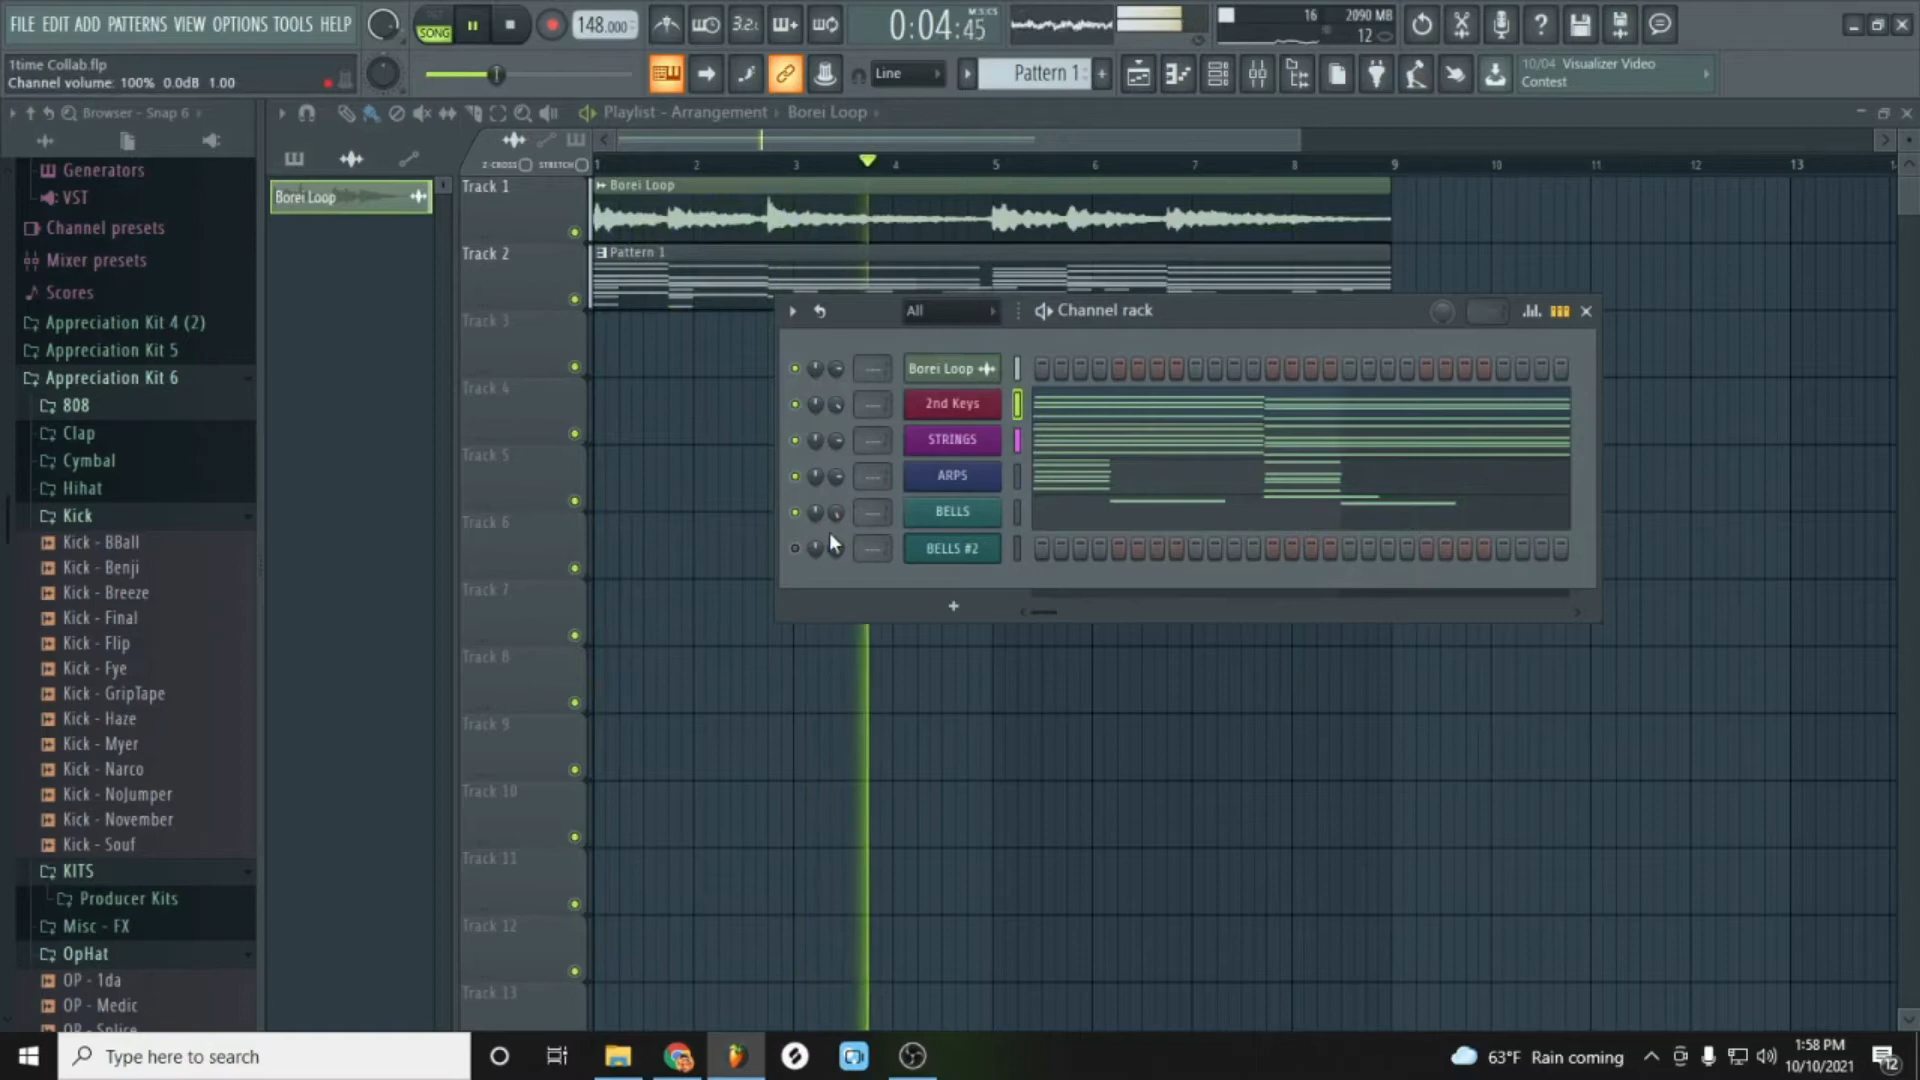 FILE EDIT ADD PATTERNS VIEW OPTIONS TOOLS HELP
SONG
148.000
3.2.
0:04:45
M:S:CS
16
2090 MB
12
1time Collab.flp
Channel volume: 100% 0.0dB 1.00
Line
Pattern 1
10/04 Visualizer Video
Contest
Browser - Snap 6
Playlist - Arrangement
Borei Loop
Z-CROSS
STRETCH
1 2 3 4 5 6 7 8 9 10 11 12 13
Generators
VST
Channel presets
Mixer presets
Scores
Appreciation Kit 4 (2)
Appreciation Kit 5
Appreciation Kit 6
808
Clap
Cymbal
Hihat
Kick
Kick - BBall
Kick - Benji
Kick - Breeze
Kick - Final
Kick - Flip
Kick - Fye
Kick - GripTape
Kick - Haze
Kick - Myer
Kick - Narco
Kick - NoJumper
Kick - November
Kick - Souf
KITS
Producer Kits
Misc - FX
OpHat
OP - 1da
OP - Medic
OP - Splice
Borei Loop
Track 1
Borei Loop
Track 2
Pattern 1
Track 3
Track 4
Track 5
Track 6
Track 7
Track 8
Track 9
Track 10
Track 11
Track 12
Track 13
All
Channel rack
Borei Loop
2nd Keys
STRINGS
ARPS
BELLS
BELLS #2
Type here to search
63°F Rain coming
1:58 PM
10/10/2021
12